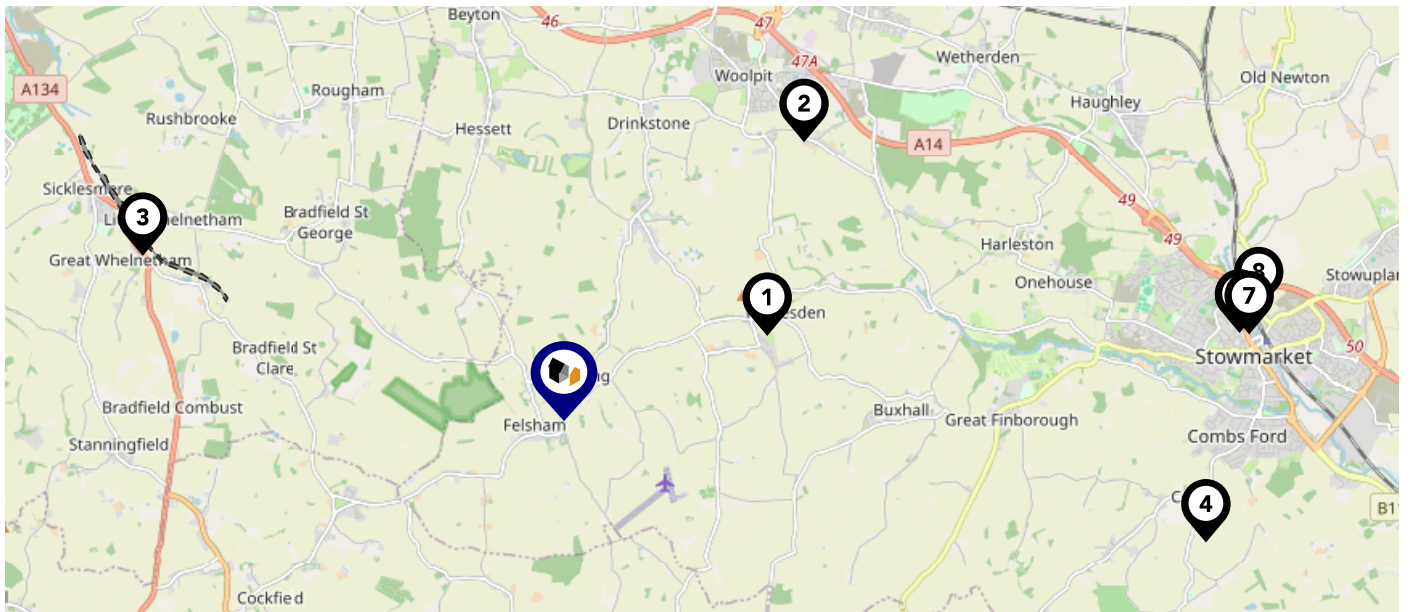 Beyton
46
47
47A
Woolpit
Wetherden
Old Newton
A134
Rougham
Haughley
2
Rushbrooke
Hessett
Drinkstone
A14
Sicklesmere
49
3
Bradfield St
George
Harleston
49
Great Whelnetham
Onehouse
8
1
7
50
Stowmarket
Bradfield St
Clare
Bradfield Combust
Felsham
Buxhall
Great Finborough
Stanningfield
Combs Ford
4
Cockfield